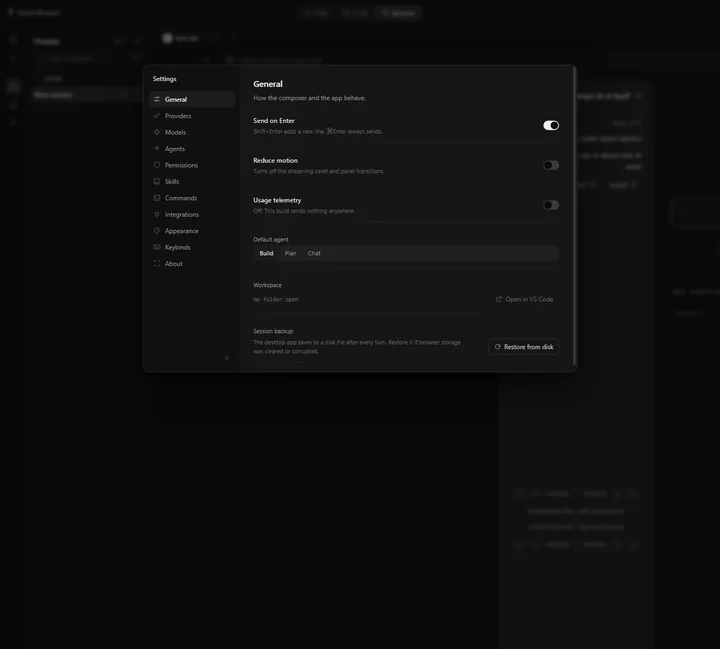 Settings
General
Providers
Models
Agents
Permissions
Skills
Commands
Integrations
Appearance
Keybinds
About
General
How the composer and the app behave.
Send on Enter
Shift+Enter adds a new line. ⌘Enter always sends.
Reduce motion
Turns off the streaming caret and panel transitions.
Usage telemetry
Off. This build sends nothing anywhere.
Default agent
Build Plan Chat
Workspace
No folder open
Open in VS Code
Session backup
The desktop app saves to a disk file after every turn. Restore it if browser storage
was cleared or corrupted.
Restore from disk